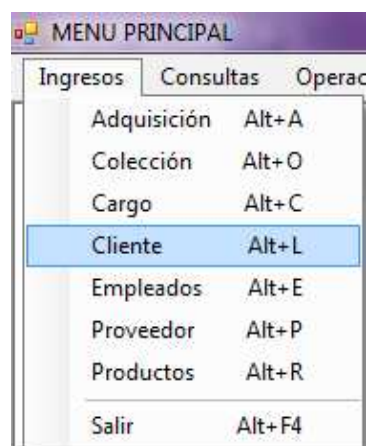 MENU PRINCIPAL
Ingresos Consultas Operac
Adquisición Alt+A
Colección Alt+O
Cargo Alt+C
Cliente Alt+L
Empleados Alt+E
Proveedor Alt+P
Productos Alt+R
Salir Alt+F4